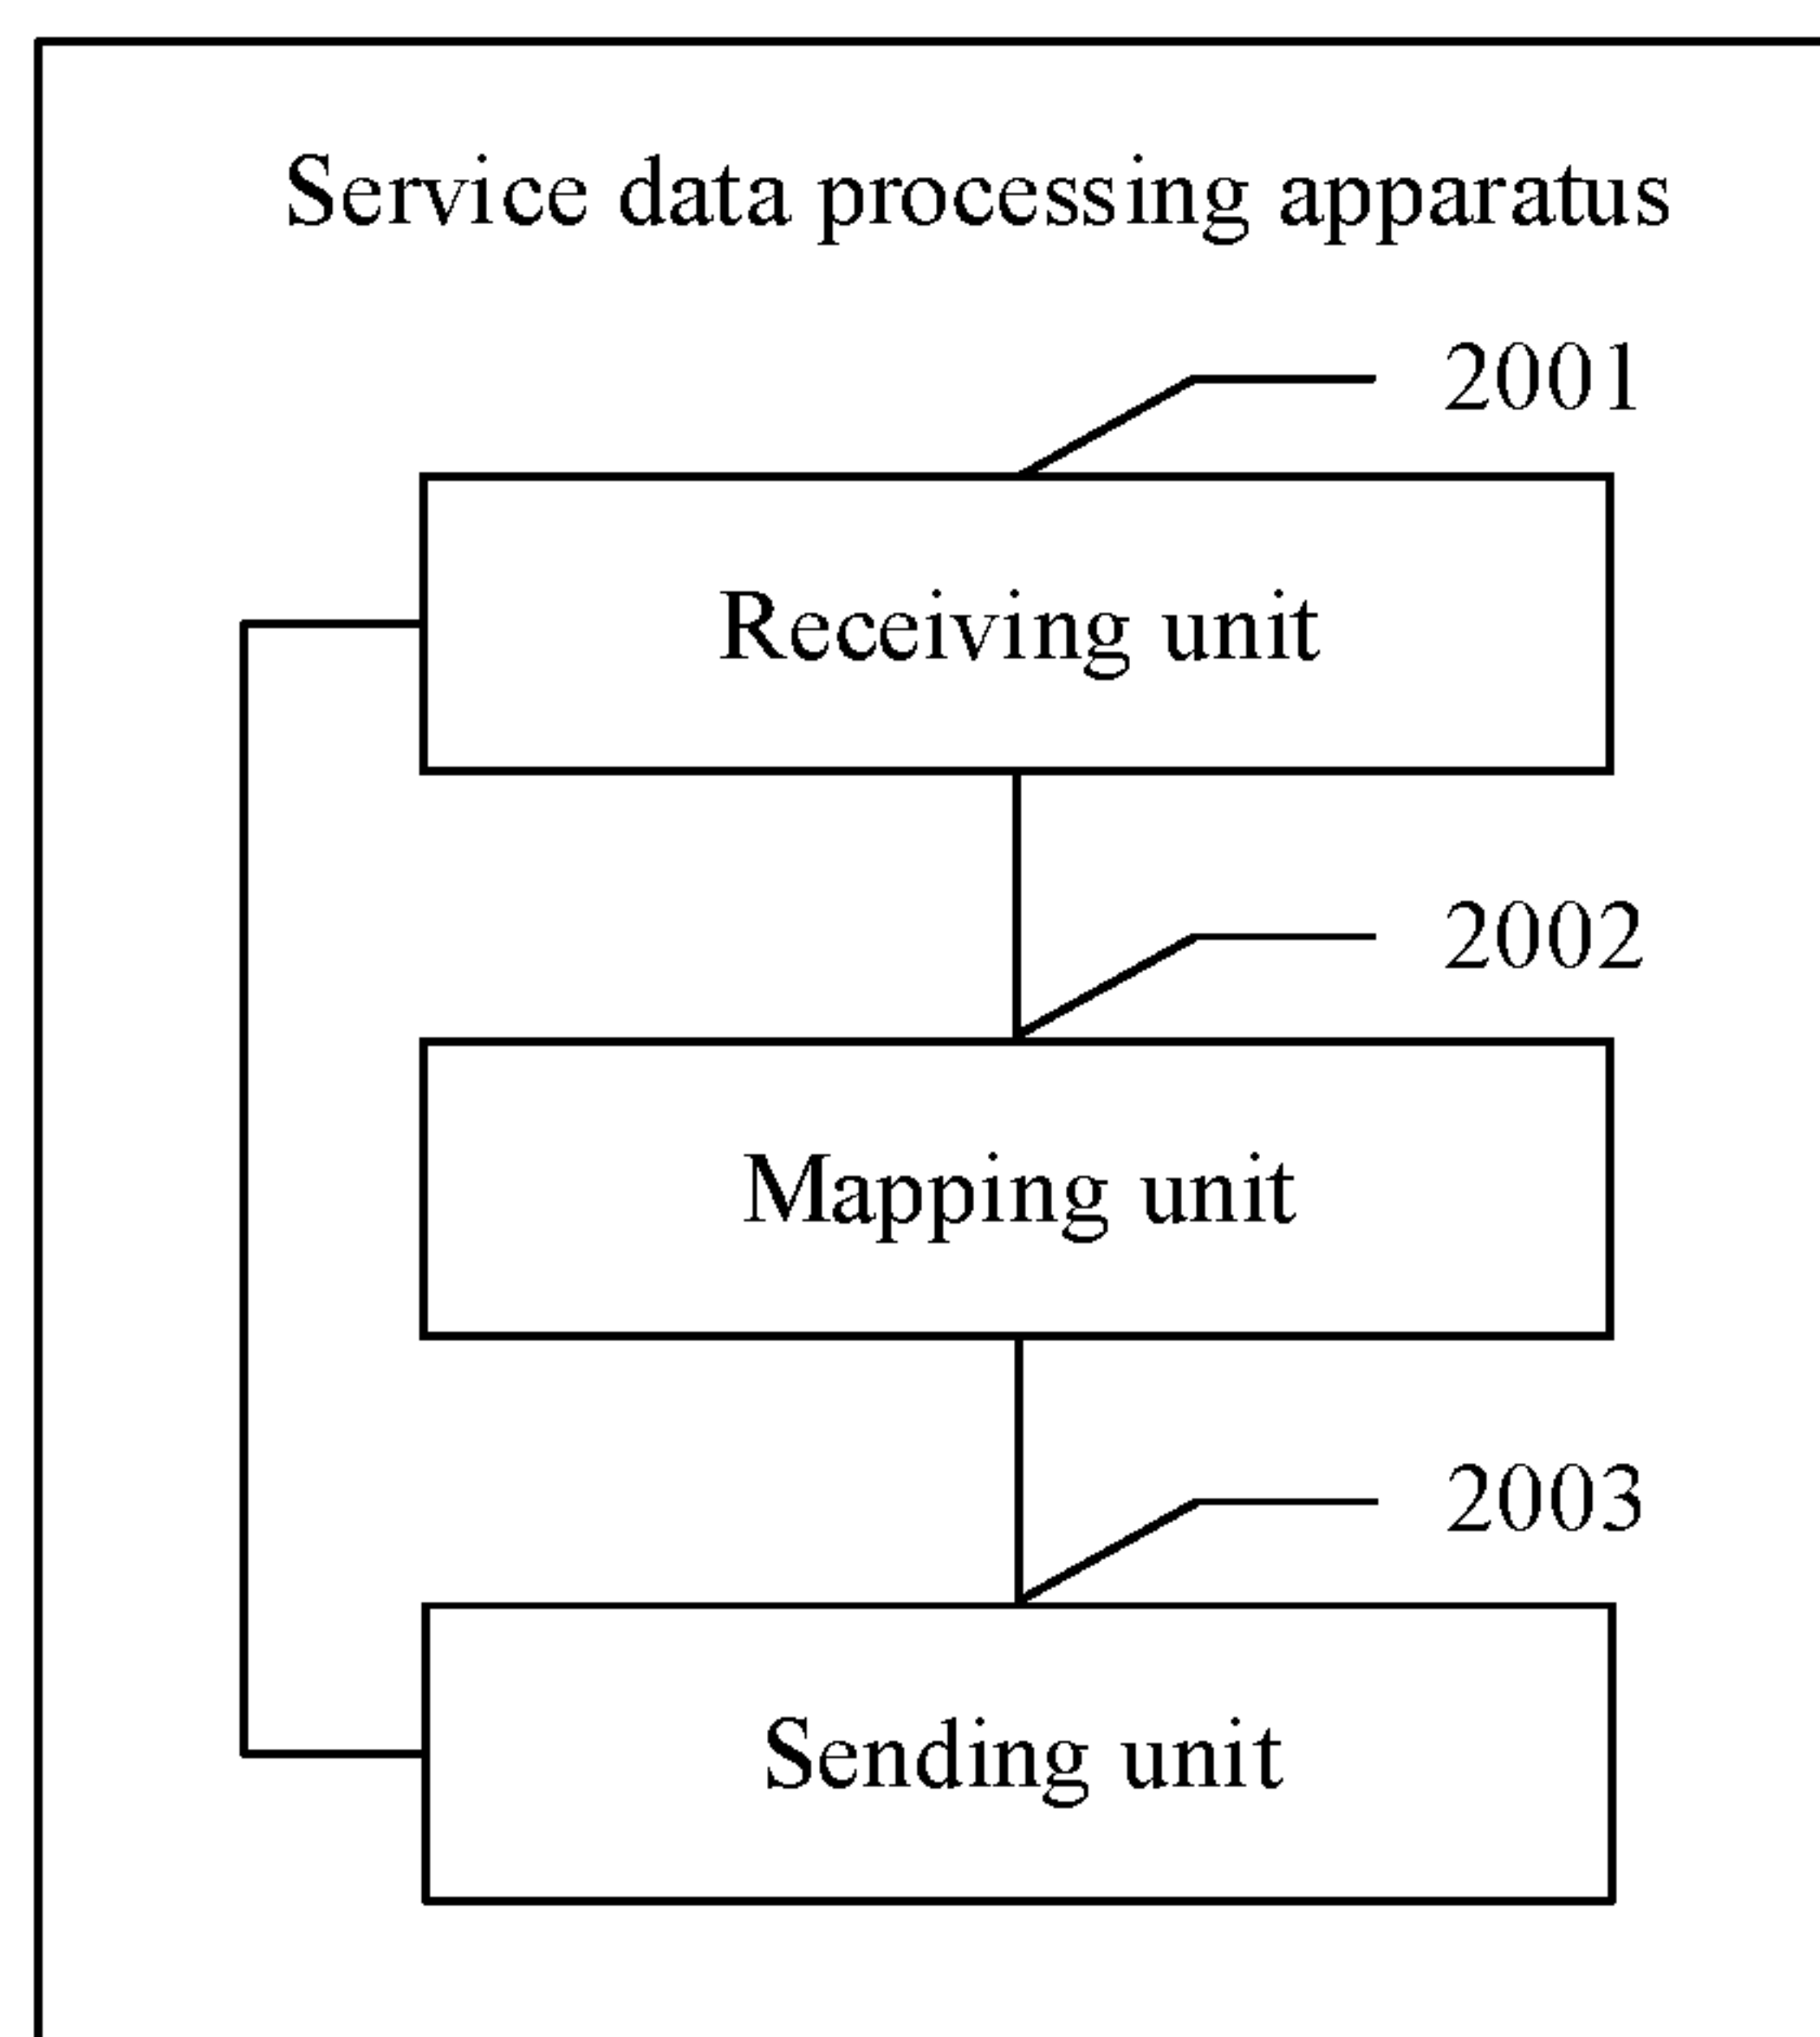 Service data processing apparatus
2001
Receiving unit
2002
Mapping unit
2003
Sending unit